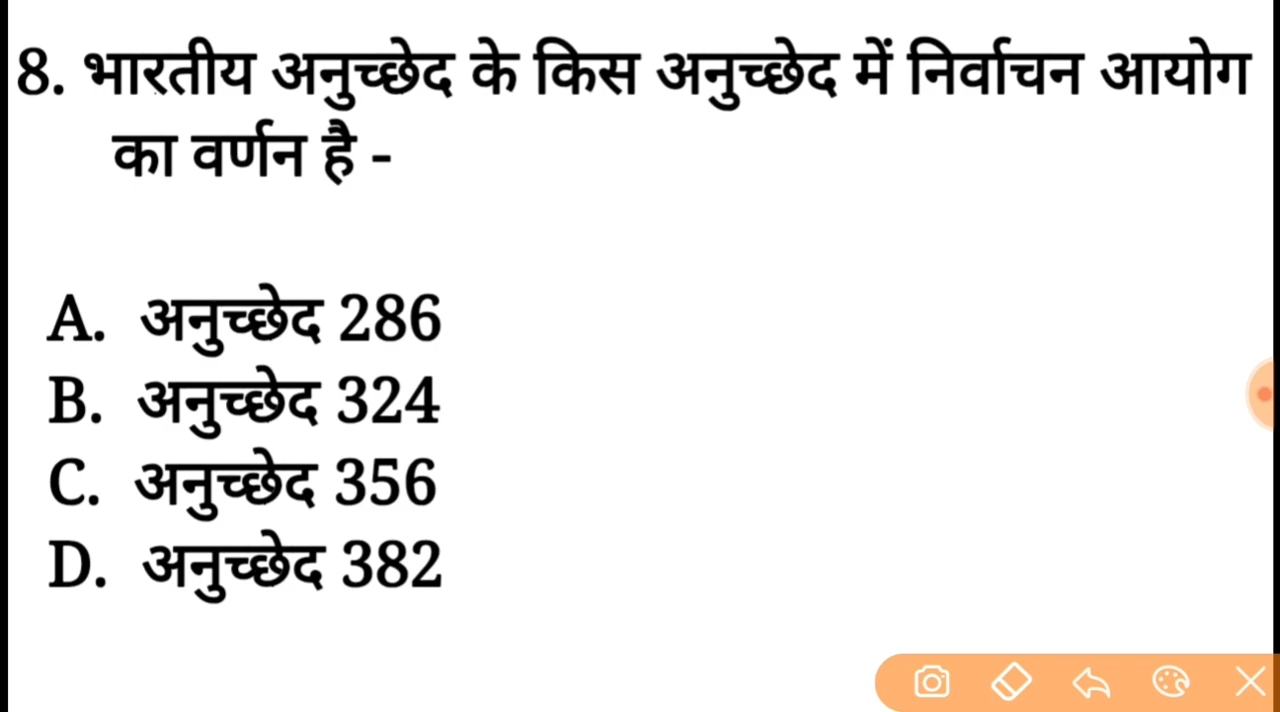 8. भारतीय अनुच्छेद के किस अनुच्छेद में निर्वाचन आयोग
का वर्णन है -
A. अनुच्छेद 286
B. अनुच्छेद 324
C. अनुच्छेद 356
D. अनुच्छेद 382